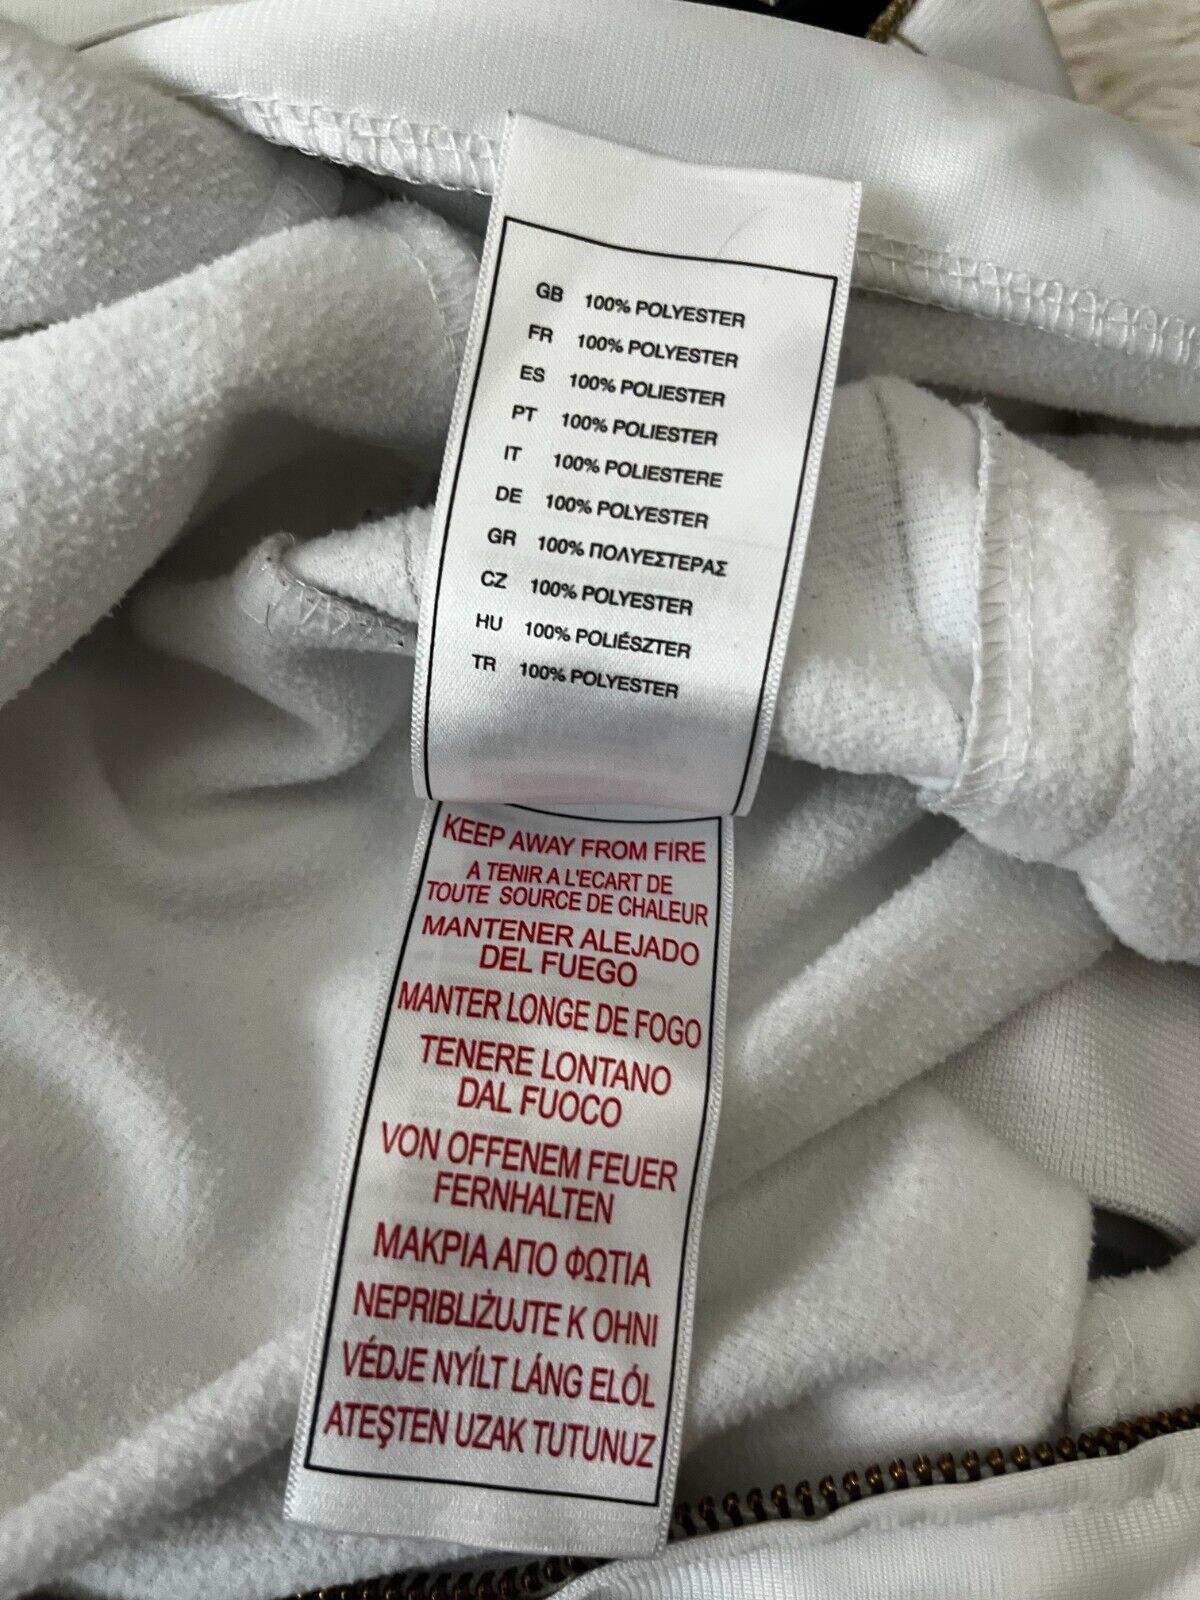 GB 100% POLYESTER
FR 100% POLYESTER
ES 100% POLIESTER
PT 100% POLIESTER
IT 100% POLIESTERE
DE 100% POLYESTER
GR 100% ΠΟΛΥΕΣΤΕΡΑΣ
CZ 100% POLYESTER
HU 100% POLIÉSZTER
TR 100% POLYESTER
KEEP AWAY FROM FIRE
A TENIR A L'ECART DE
TOUTE SOURCE DE CHALEUR
MANTENER ALEJADO
DEL FUEGO
MANTER LONGE DE FOGO
TENERE LONTANO
DAL FUOCO
VON OFFENEM FEUER
FERNHALTEN
ΜΑΚΡΙΑ ΑΠΟ ΦΩΤΙΑ
NEPRIBLIŻUJTE K OHNI
VÉDJE NYÍLT LÁNG ELÓL
ATEŞTEN UZAK TUTUNUZ